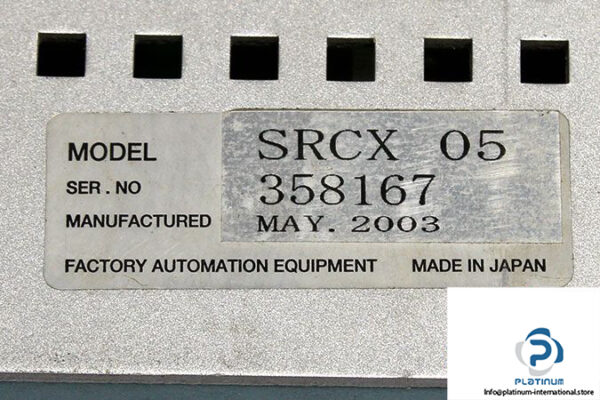 MODEL SRCX 05
SER. NO 358167
MANUFACTURED MAY. 2003
FACTORY AUTOMATION EQUIPMENT MADE IN JAPAN
PLATINUM
Info@platinum-international.store